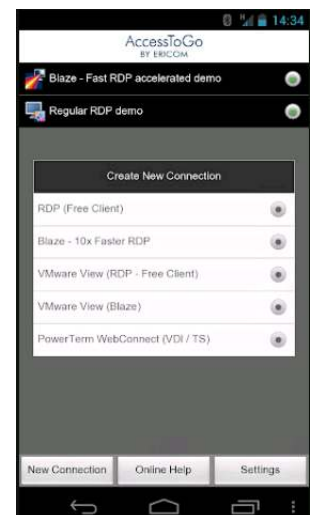 14:34
AccessToGo
BY ERICOM
Blaze - Fast RDP accelerated demo
Regular RDP demo
Create New Connection
RDP (Free Client)
Blaze - 10x Faster RDP
VMware View (RDP - Free Client)
VMware View (Blaze)
PowerTerm WebConnect (VDI / TS)
New Connection Online Help Settings